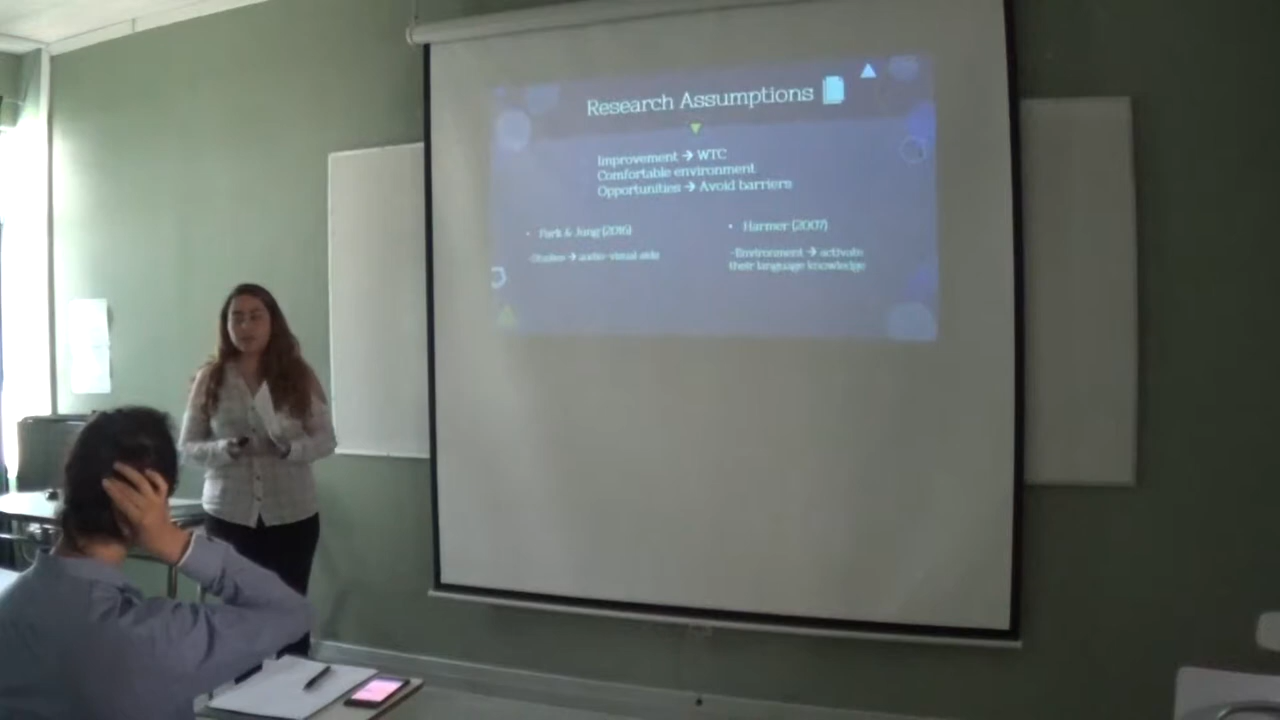 Research Assumptions
Improvement → WTC
Comfortable environment
Opportunities → Avoid barriers
• Park & Jung (2016)
-Studies → audio-visual aids
• Harmer (2007)
-Environment → activate
their language knowledge